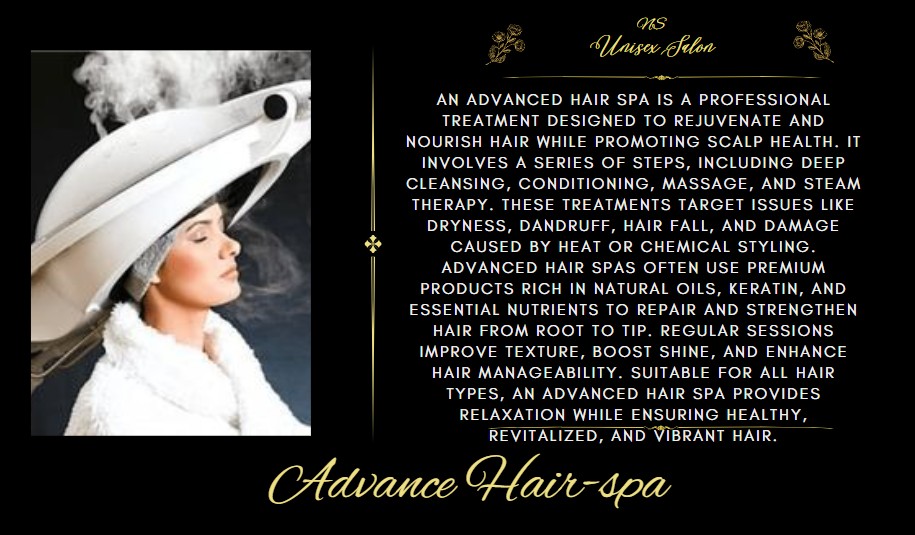 NS
Unisex Salon
AN ADVANCED HAIR SPA IS A PROFESSIONAL
TREATMENT DESIGNED TO REJUVENATE AND
NOURISH HAIR WHILE PROMOTING SCALP HEALTH. IT
INVOLVES A SERIES OF STEPS, INCLUDING DEEP
CLEANSING, CONDITIONING, MASSAGE, AND STEAM
THERAPY. THESE TREATMENTS TARGET ISSUES LIKE
DRYNESS, DANDRUFF, HAIR FALL, AND DAMAGE
CAUSED BY HEAT OR CHEMICAL STYLING.
ADVANCED HAIR SPAS OFTEN USE PREMIUM
PRODUCTS RICH IN NATURAL OILS, KERATIN, AND
ESSENTIAL NUTRIENTS TO REPAIR AND STRENGTHEN
HAIR FROM ROOT TO TIP. REGULAR SESSIONS
IMPROVE TEXTURE, BOOST SHINE, AND ENHANCE
HAIR MANAGEABILITY. SUITABLE FOR ALL HAIR
TYPES, AN ADVANCED HAIR SPA PROVIDES
RELAXATION WHILE ENSURING HEALTHY,
REVITALIZED, AND VIBRANT HAIR.
Advance Hair-spa